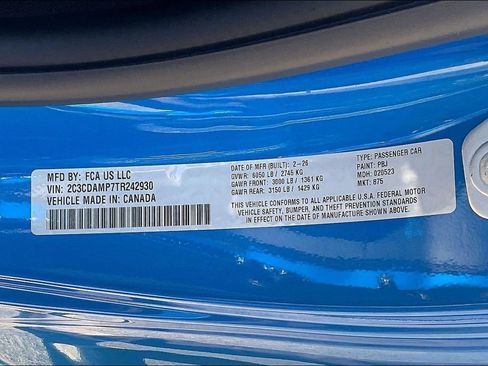 MFD BY: FCA US LLC
VIN: 2C3CDAMP7TR242930
VEHICLE MADE IN: CANADA
DATE OF MFR (BUILT): 2-26
GVWR: 6050 LB / 2745 KG
GAWR FRONT: 3000 LB / 1361 KG
GAWR REAR: 3150 LB / 1429 KG
TYPE: PASSENGER CAR
PAINT: PBJ
MDH: 020523
MKT: 875
THIS VEHICLE CONFORMS TO ALL APPLICABLE U.S.A. FEDERAL MOTOR
VEHICLE SAFETY, BUMPER, AND THEFT PREVENTION STANDARDS
IN EFFECT ON THE DATE OF MANUFACTURE SHOWN ABOVE